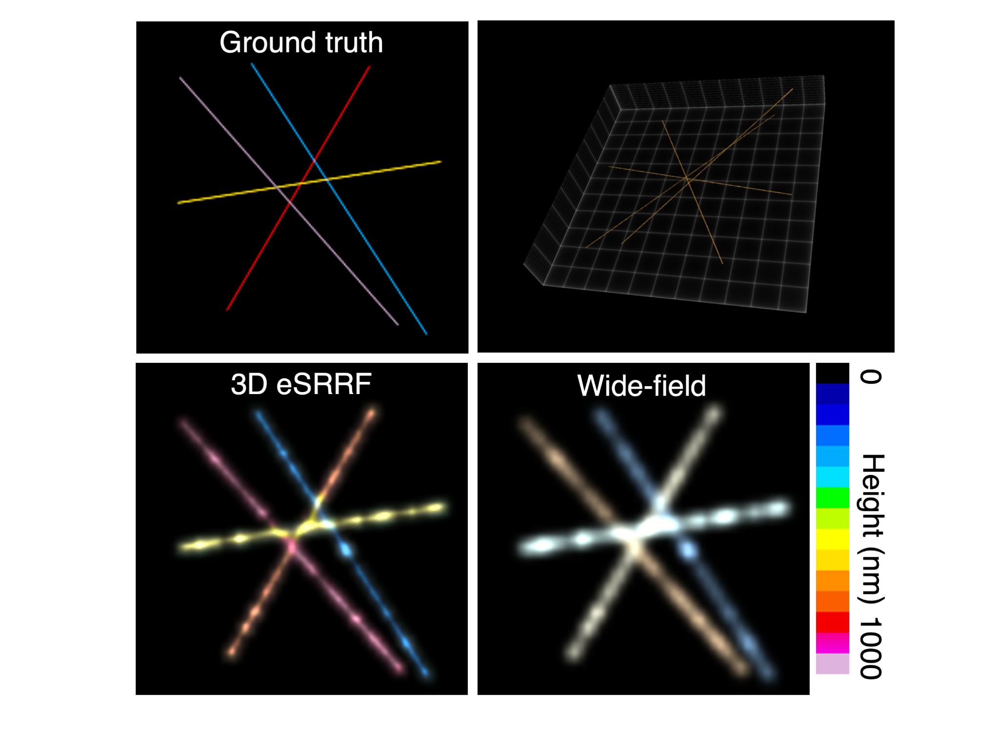 Ground truth
3D eSRRF
Wide-field
0
Height (nm)
1000